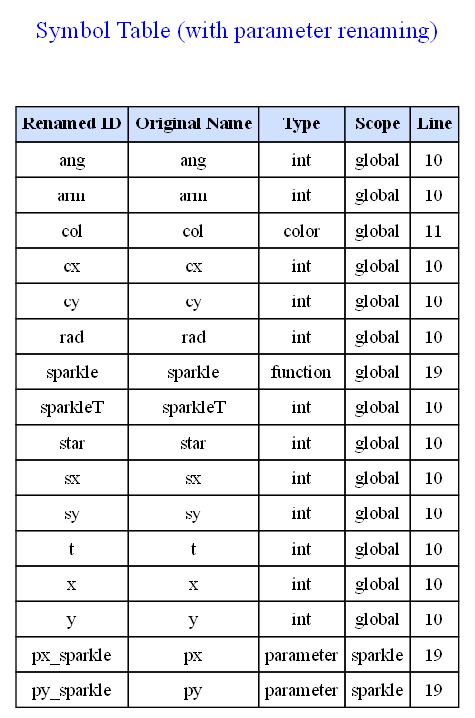 Symbol Table (with parameter renaming)
Renamed ID Original Name Type Scope Line
ang ang int global 10
arm arm int global 10
col col color global 11
cx cx int global 10
cy cy int global 10
rad rad int global 10
sparkle sparkle function global 19
sparkleT sparkleT int global 10
star star int global 10
sx sx int global 10
sy sy int global 10
t t int global 10
x x int global 10
y y int global 10
px_sparkle px parameter sparkle 19
py_sparkle py parameter sparkle 19